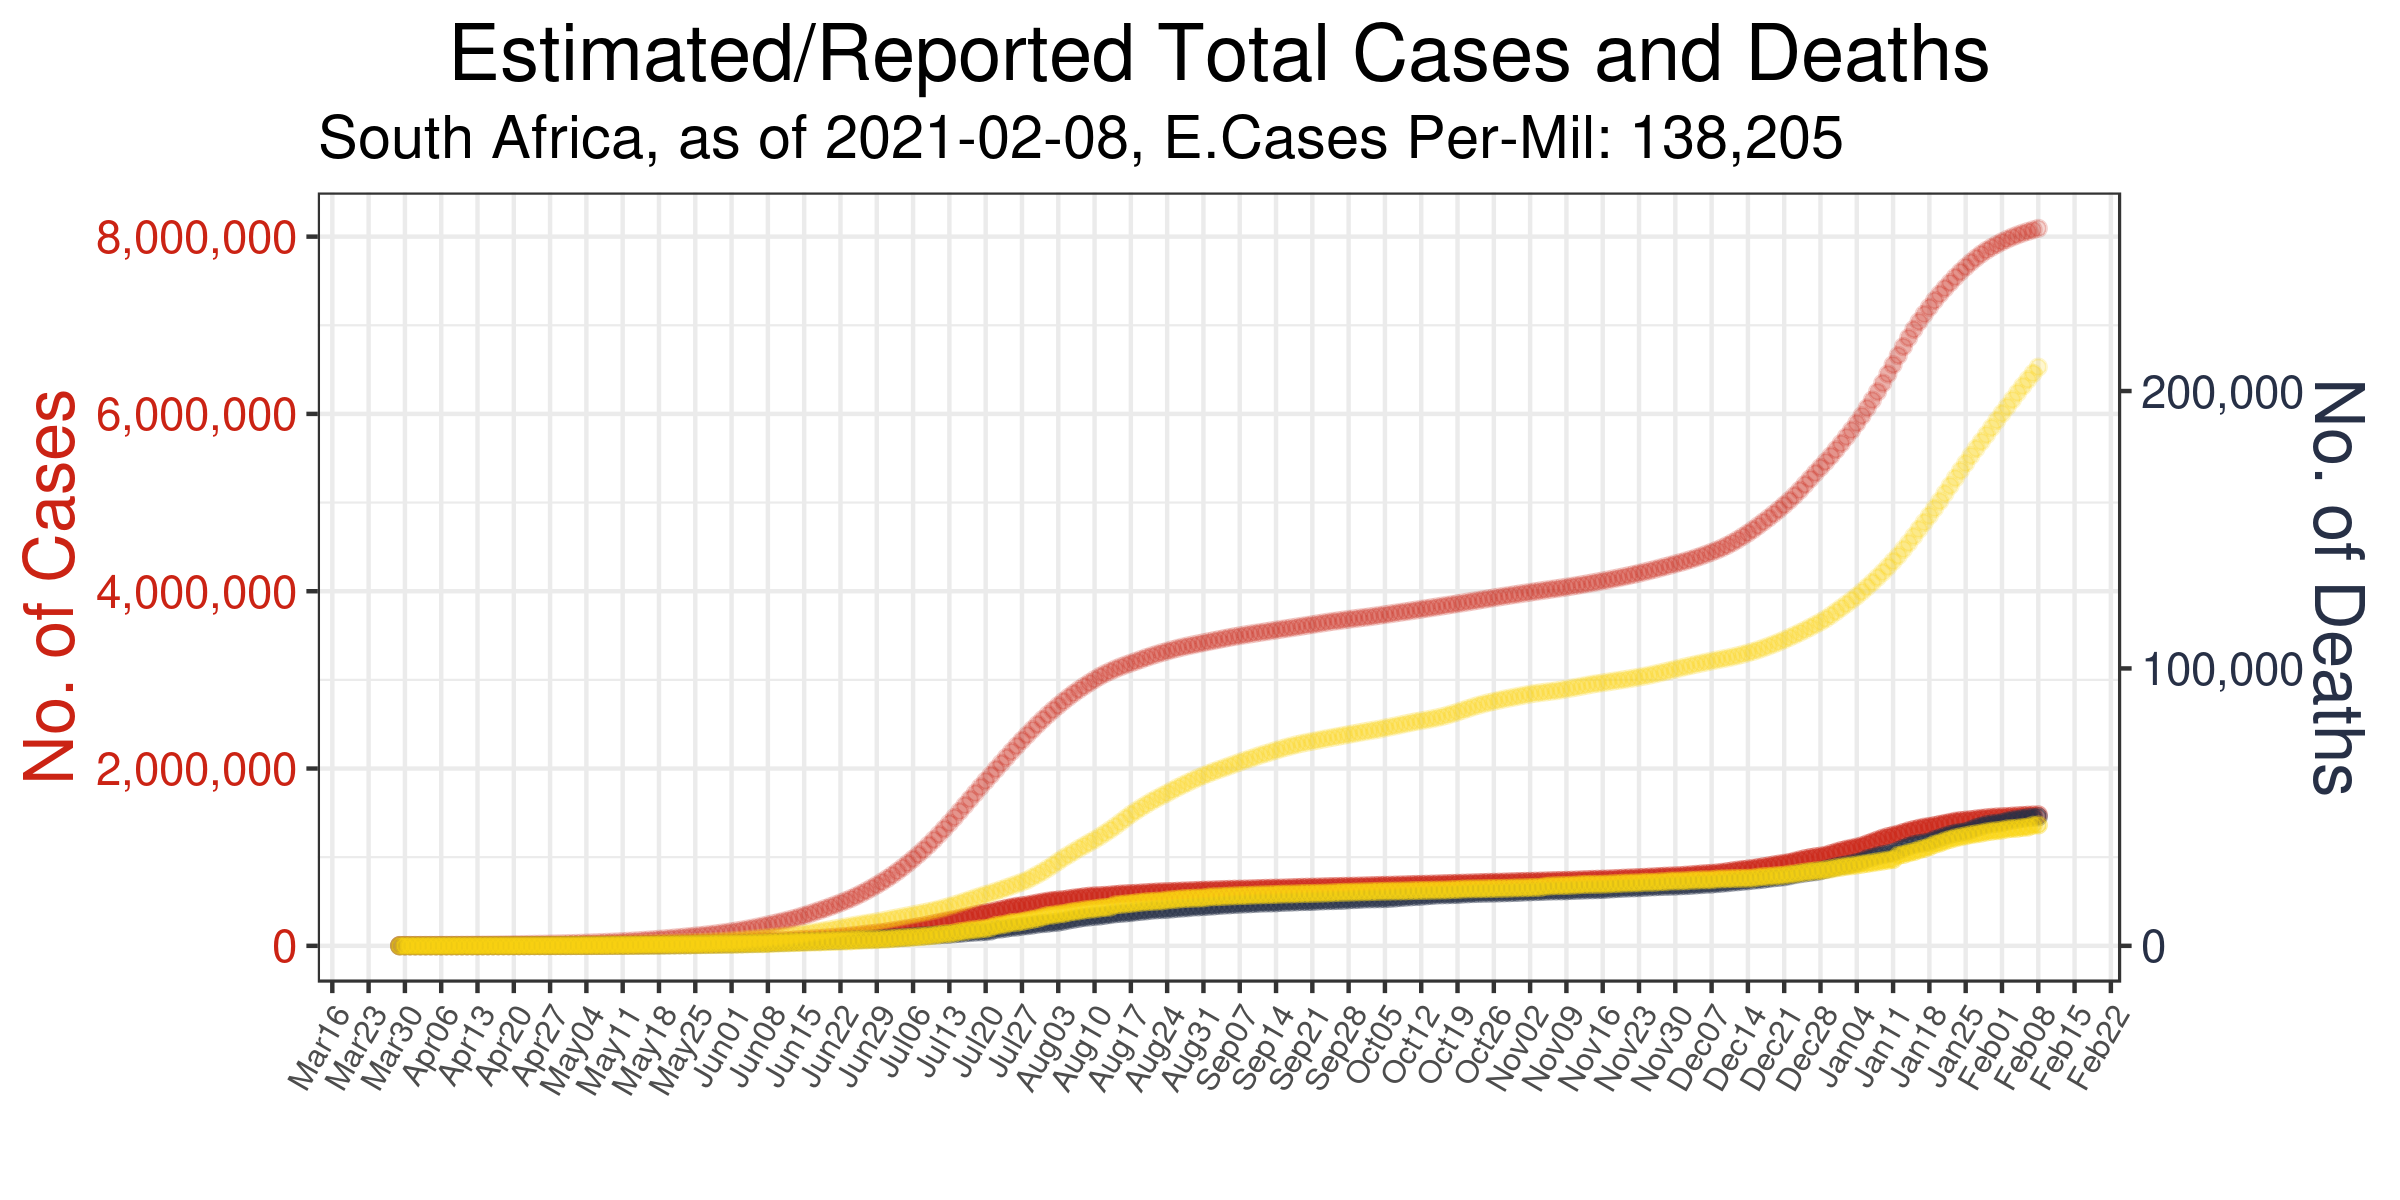 Estimated/Reported Total Cases and Deaths
South Africa, as of 2021-02-08, E.Cases Per-Mil: 138,205
No. of Cases
8,000,000
6,000,000
4,000,000
2,000,000
0
200,000
100,000
0
No. of Deaths
Mar16
Mar23
Mar30
Apr06
Apr13
Apr20
Apr27
May04
May11
May18
May25
Jun01
Jun08
Jun15
Jun22
Jun29
Jul06
Jul13
Jul20
Jul27
Aug03
Aug10
Aug17
Aug24
Aug31
Sep07
Sep14
Sep21
Sep28
Oct05
Oct12
Oct19
Oct26
Nov02
Nov09
Nov16
Nov23
Nov30
Dec07
Dec14
Dec21
Dec28
Jan04
Jan11
Jan18
Jan25
Feb01
Feb08
Feb15
Feb22